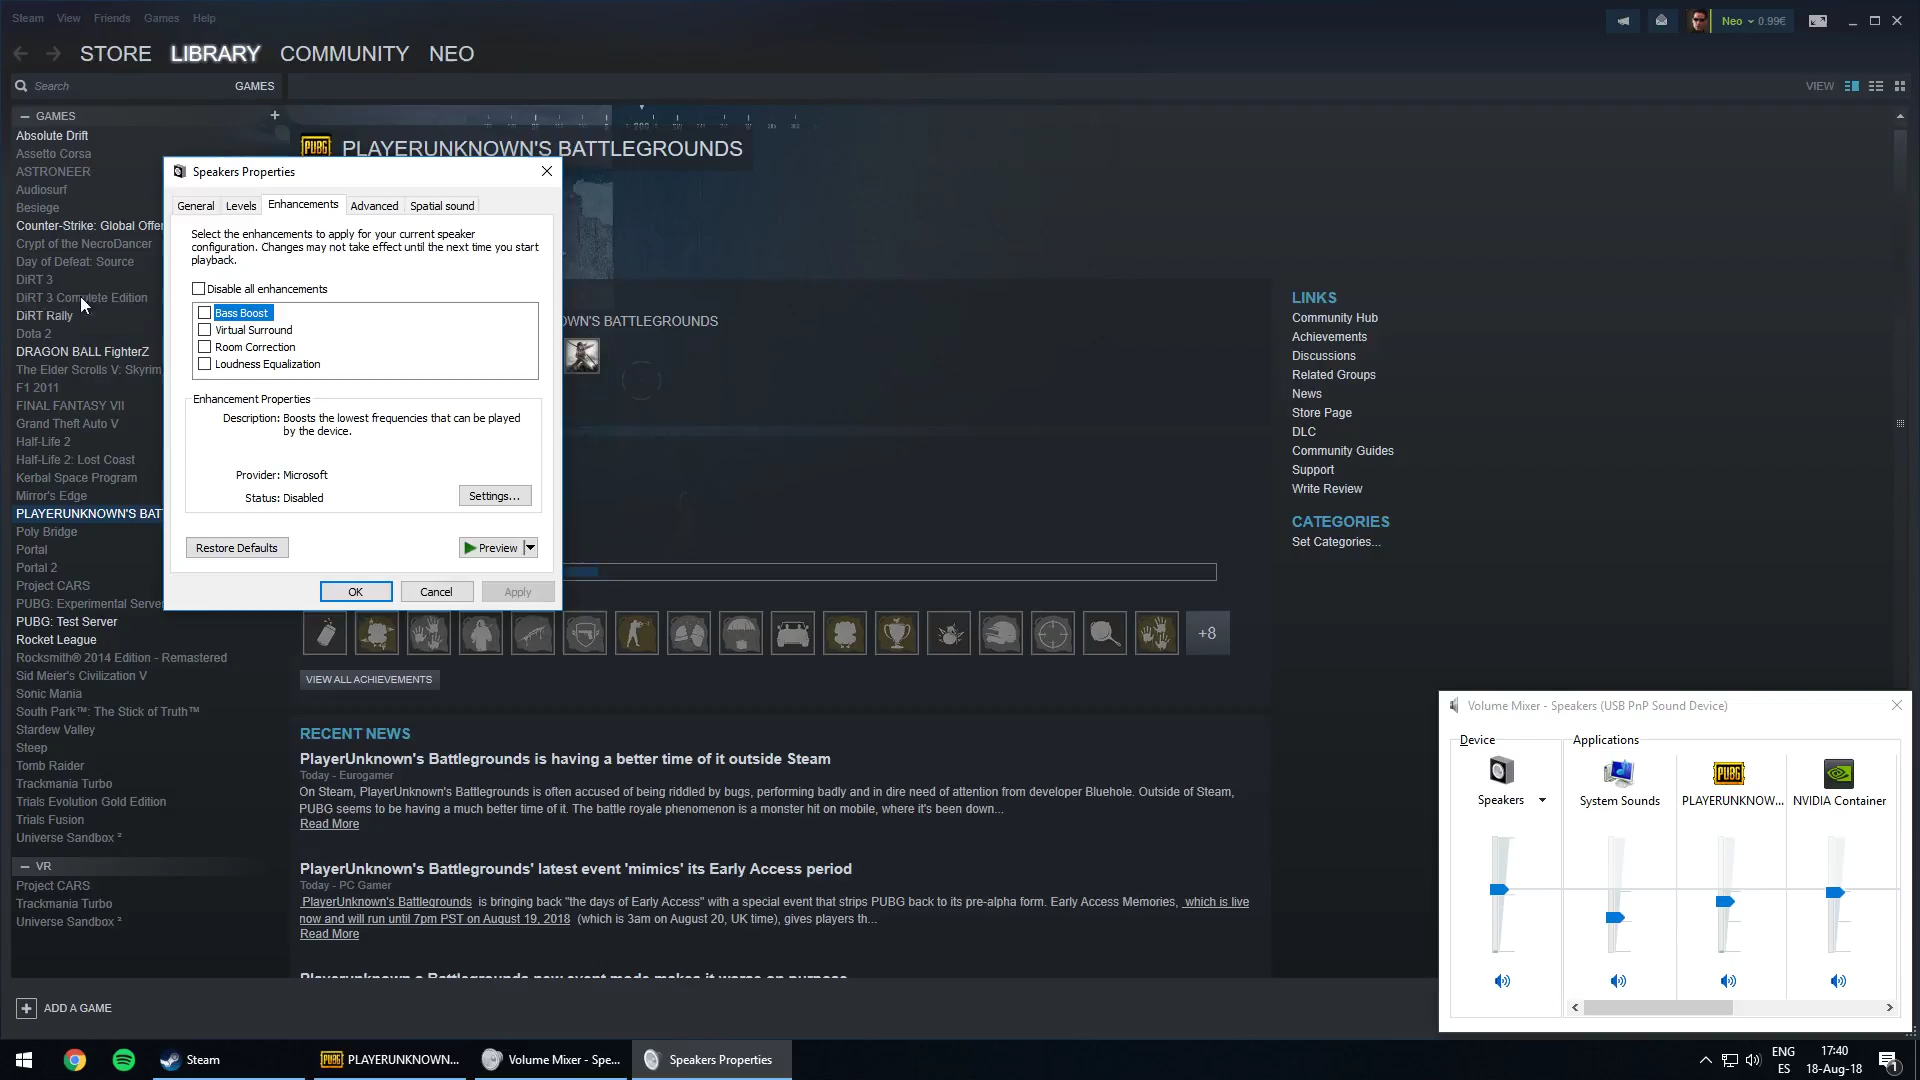 Steam View Friends Games Help
Neo 0.99€
STORE LIBRARY COMMUNITY NEO
Search GAMES
VIEW
GAMES
Absolute Drift
Assetto Corsa
ASTRONEER
Audiosurf
Besiege
Counter-Strike: Global Offen
Crypt of the NecroDancer
Day of Defeat: Source
DiRT 3
DiRT 3 Complete Edition
DiRT Rally
Dota 2
DRAGON BALL FighterZ
The Elder Scrolls V: Skyrim
F1 2011
FINAL FANTASY VII
Grand Theft Auto V
Half-Life 2
Half-Life 2: Lost Coast
Kerbal Space Program
Mirror's Edge
PLAYERUNKNOWN'S BATT
Poly Bridge
Portal
Portal 2
Project CARS
PUBG: Experimental Server
PUBG: Test Server
Rocket League
Rocksmith® 2014 Edition - Remastered
Sid Meier's Civilization V
Sonic Mania
South Park™: The Stick of Truth™
Stardew Valley
Steep
Tomb Raider
Trackmania Turbo
Trials Evolution Gold Edition
Trials Fusion
Universe Sandbox ²
VR
Project CARS
Trackmania Turbo
Universe Sandbox ²
ADD A GAME
PUBG PLAYERUNKNOWN'S BATTLEGROUNDS
Speakers Properties
General Levels Enhancements Advanced Spatial sound
Select the enhancements to apply for your current speaker
configuration. Changes may not take effect until the next time you start
playback.
Disable all enhancements
Bass Boost
Virtual Surround
Room Correction
Loudness Equalization
Enhancement Properties
Description: Boosts the lowest frequencies that can be played
by the device.
Provider: Microsoft
Status: Disabled
Settings...
Restore Defaults Preview
OK Cancel Apply
OWN'S BATTLEGROUNDS
+8
VIEW ALL ACHIEVEMENTS
RECENT NEWS
PlayerUnknown's Battlegrounds is having a better time of it outside Steam
Today - Eurogamer
On Steam, PlayerUnknown's Battlegrounds is often accused of being riddled by bugs, performing badly and in dire need of attention from developer Bluehole. Outside of Steam,
PUBG seems to be having a much better time of it. The battle royale phenomenon is a monster hit on mobile, where it's been down...
Read More
PlayerUnknown's Battlegrounds' latest event 'mimics' its Early Access period
Today - PC Gamer
PlayerUnknown's Battlegrounds is bringing back "the days of Early Access" with a special event that strips PUBG back to its pre-alpha form. Early Access Memories, which is live
now and will run until 7pm PST on August 19, 2018 (which is 3am on August 20, UK time), gives players th...
Read More
Playerunknown's Battlegrounds new event mode makes it worse on purpose
LINKS
Community Hub
Achievements
Discussions
Related Groups
News
Store Page
DLC
Community Guides
Support
Write Review
CATEGORIES
Set Categories...
Volume Mixer - Speakers (USB PnP Sound Device)
Device Applications
PUBG
Speakers System Sounds PLAYERUNKNOW... NVIDIA Container
Steam PUBG PLAYERUNKNOWN... Volume Mixer - Spe... Speakers Properties
ENG
ES
17:40
18-Aug-18
1